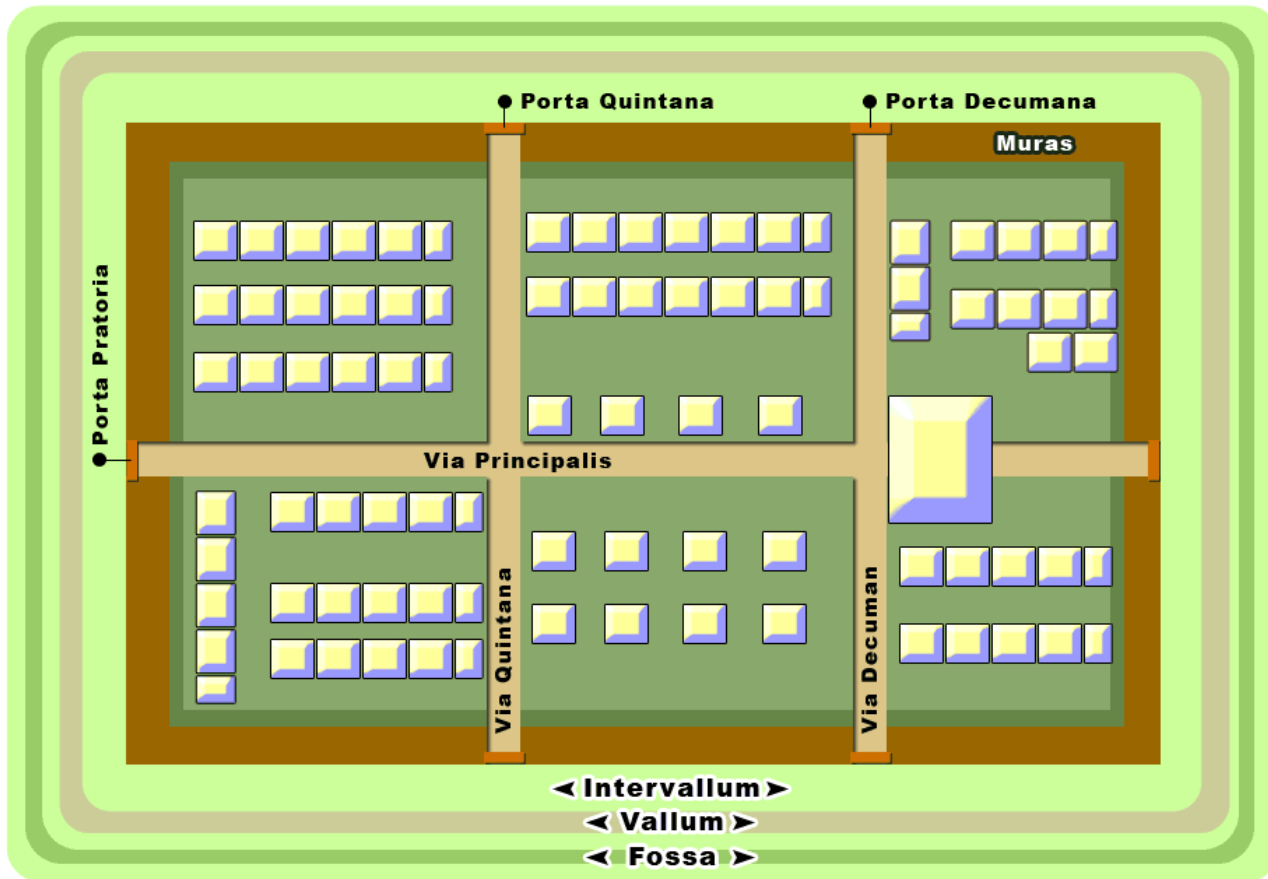 Porta Quintana
Porta Decumana
Muras
Porta Pratoria
Via Principalis
Via Quintana
Via Decuman
Intervallum
Vallum
Fossa